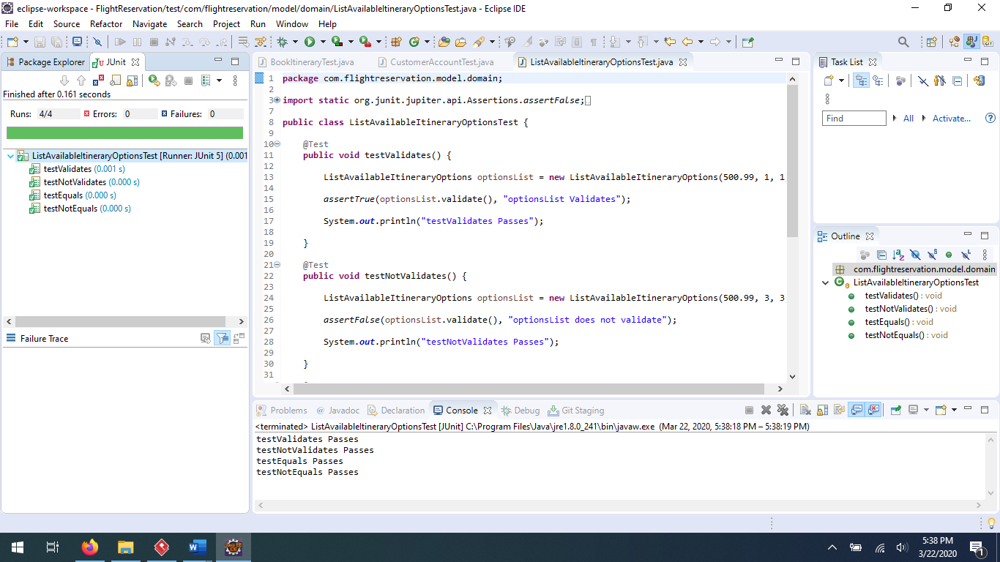 eclipse-workspace - FlightReservation/test/com/flightreservation/model/domain/ListAvailableItineraryOptionsTest.java - Eclipse IDE
File Edit Source Refactor Navigate Search Project Run Window Help
Package Explorer JUnit
Finished after 0.161 seconds
Runs: 4/4 Errors: 0 Failures: 0
ListAvailableItineraryOptionsTest [Runner: JUnit 5] (0.001
testValidates (0.001 s)
testNotValidates (0.000 s)
testEquals (0.000 s)
testNotEquals (0.000 s)
Failure Trace
BookItineraryTest.java CustomerAccountTest.java ListAvailableItineraryOptionsTest.java
1 package com.flightreservation.model.domain;
2
3 import static org.junit.jupiter.api.Assertions.assertFalse;
7
8 public class ListAvailableItineraryOptionsTest {
9
10 @Test
11 public void testValidates() {
12
13 ListAvailableItineraryOptions optionsList = new ListAvailableItineraryOptions(500.99, 1, 1
14
15 assertTrue(optionsList.validate(), "optionsList Validates");
16
17 System.out.println("testValidates Passes");
18
19 }
20
21 @Test
22 public void testNotValidates() {
23
24 ListAvailableItineraryOptions optionsList = new ListAvailableItineraryOptions(500.99, 3, 3
25
26 assertFalse(optionsList.validate(), "optionsList does not validate");
27
28 System.out.println("testNotValidates Passes");
29
30 }
31
Task List
Find All Activate...
Outline
com.flightreservation.model.domain
ListAvailableItineraryOptionsTest
testValidates() : void
testNotValidates() : void
testEquals() : void
testNotEquals() : void
Problems Javadoc Declaration Console Debug Git Staging
<terminated> ListAvailableItineraryOptionsTest [JUnit] C:\Program Files\Java\jre1.8.0_241\bin\javaw.exe (Mar 22, 2020, 5:38:18 PM – 5:38:19 PM)
testValidates Passes
testNotValidates Passes
testEquals Passes
testNotEquals Passes
5:38 PM
3/22/2020
1